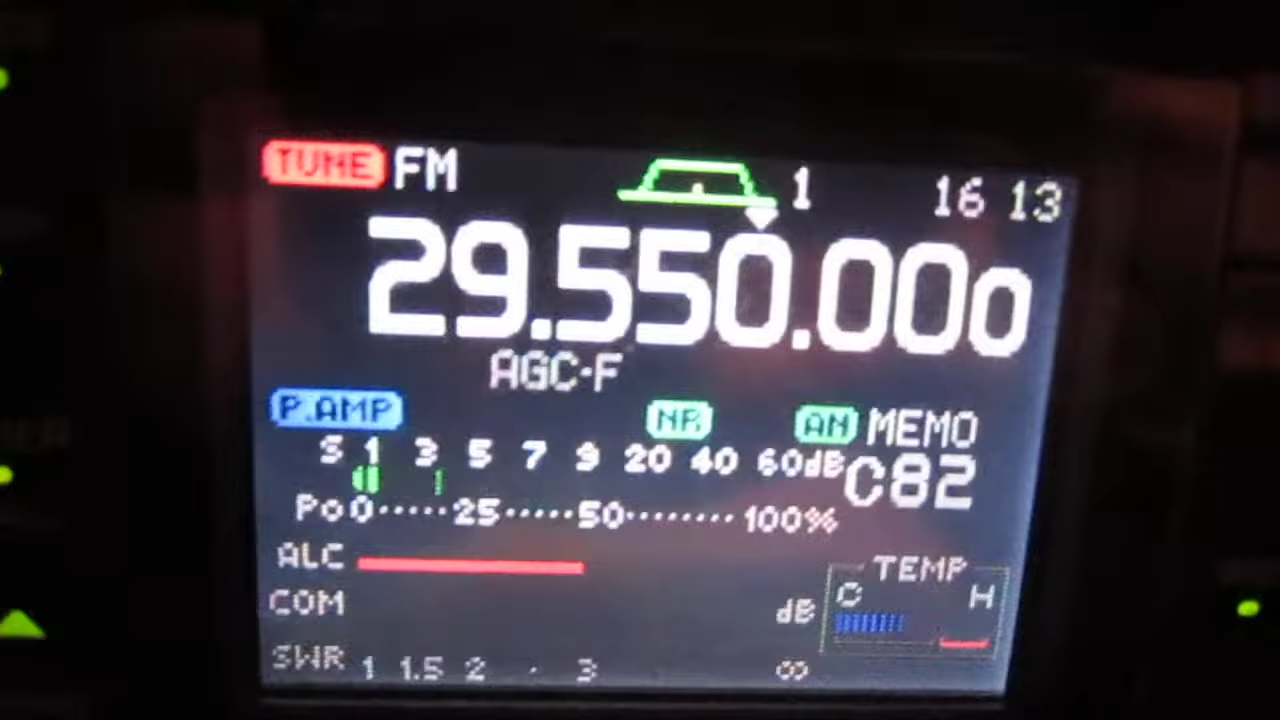 TUNE FM 1 16 13
29.550.000
AGC-F
P.AMP NR AN MEMO
S 1 3 5 7 9 20 40 60dB C82
Po 0 25 50 100%
ALC TEMP
C H
COM dB
SWR 1 1.5 2 · 3 ∞